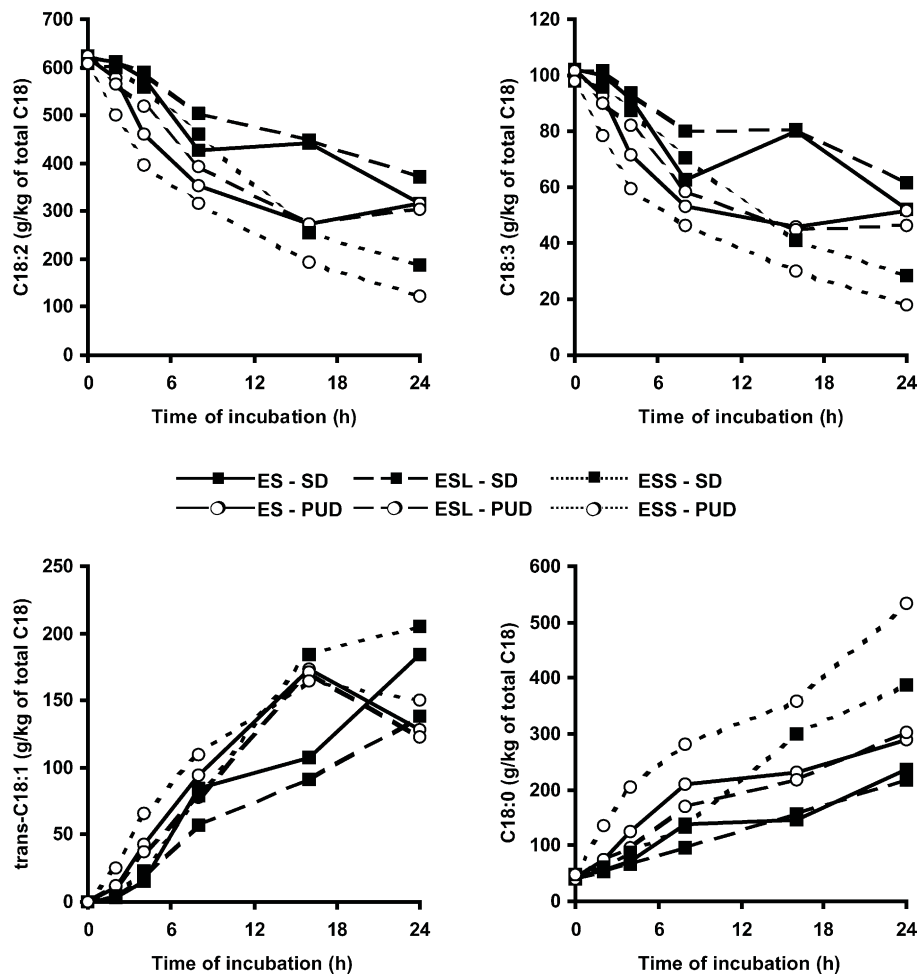 700
600
500
400
300
200
100
0
C18:2 (g/kg of total C18)
0 6 12 18 24
Time of incubation (h)
120
100
80
60
40
20
0
C18:3 (g/kg of total C18)
0 6 12 18 24
Time of incubation (h)
ES - SD ESL - SD ESS - SD
ES - PUD ESL - PUD ESS - PUD
250
200
150
100
50
0
trans-C18:1 (g/kg of total C18)
0 6 12 18 24
Time of incubation (h)
600
500
400
300
200
100
0
C18:0 (g/kg of total C18)
0 6 12 18 24
Time of incubation (h)